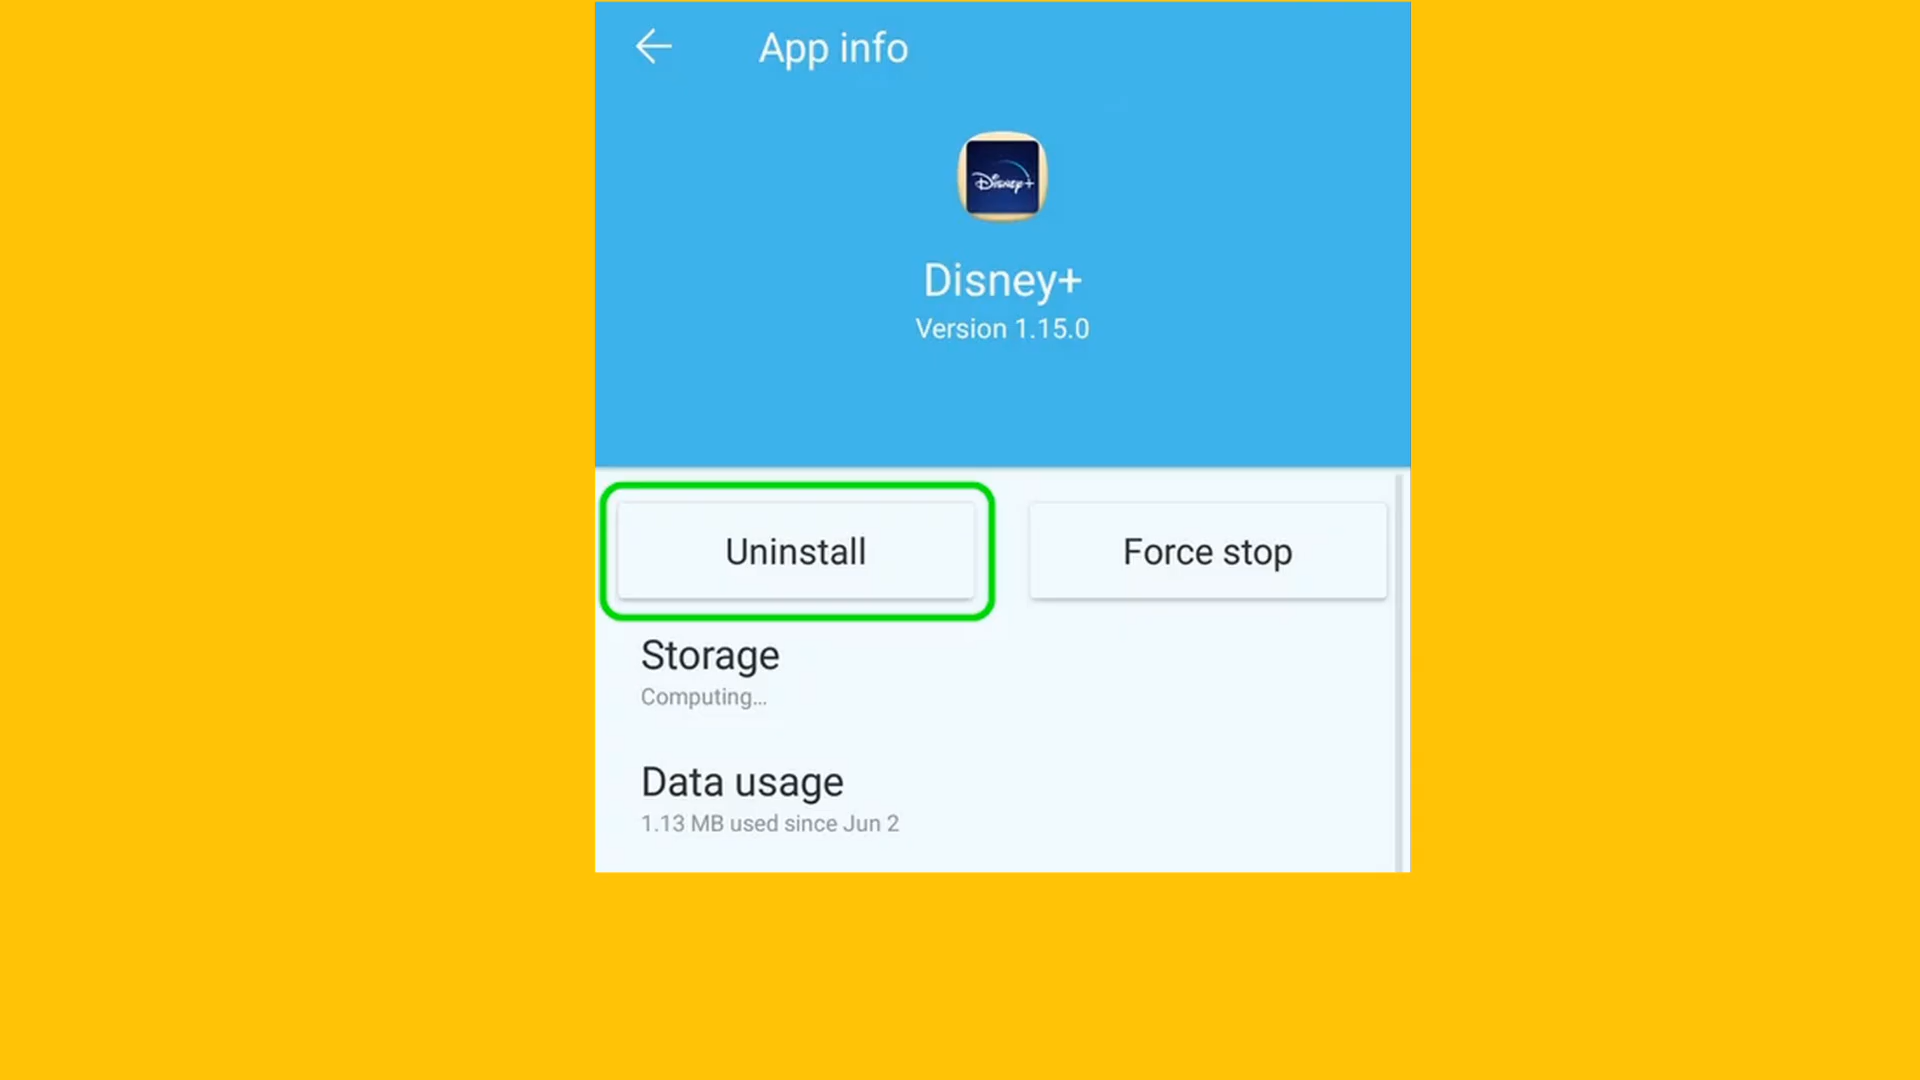 App info
Disney+
Disney+
Version 1.15.0
Uninstall
Force stop
Storage
Computing...
Data usage
1.13 MB used since Jun 2